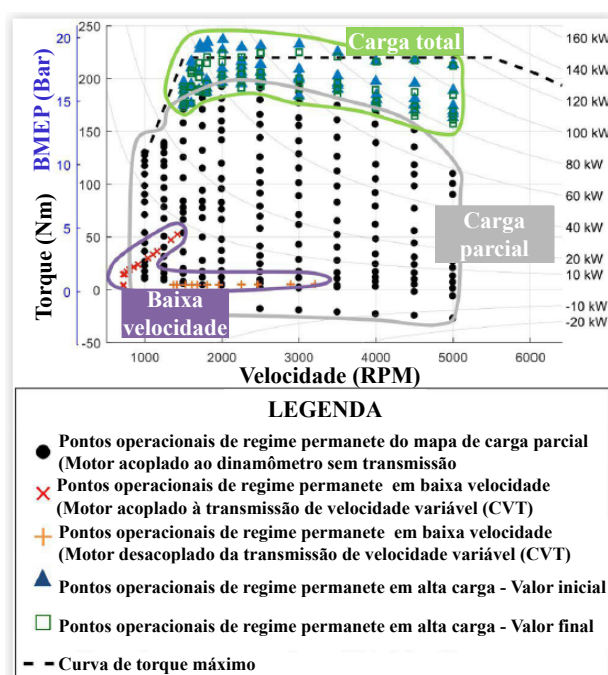 BMEP (Bar)
20
15
10
5
0
Torque (Nm)
250
200
150
100
50
0
-50
Carga total
Carga
parcial
Baixa
velocidade
160 kW
140 kW
120 kW
100 kW
80 kW
60 kW
40 kW
20 kW
10 kW
-10 kW
-20 kW
1000
2000
3000
4000
5000
6000
Velocidade (RPM)
LEGENDA
Pontos operacionais de regime permanete do mapa de carga parcial
(Motor acoplado ao dinamômetro sem transmissão
Pontos operacionais de regime permanete em baixa velocidade
(Motor acoplado à transmissão de velocidade variável (CVT)
Pontos operacionais de regime permanete em baixa velocidade
(Motor desacoplado da transmissão de velocidade variável (CVT)
Pontos operacionais de regime permanete em alta carga - Valor inicial
Pontos operacionais de regime permanete em alta carga - Valor final
Curva de torque máximo